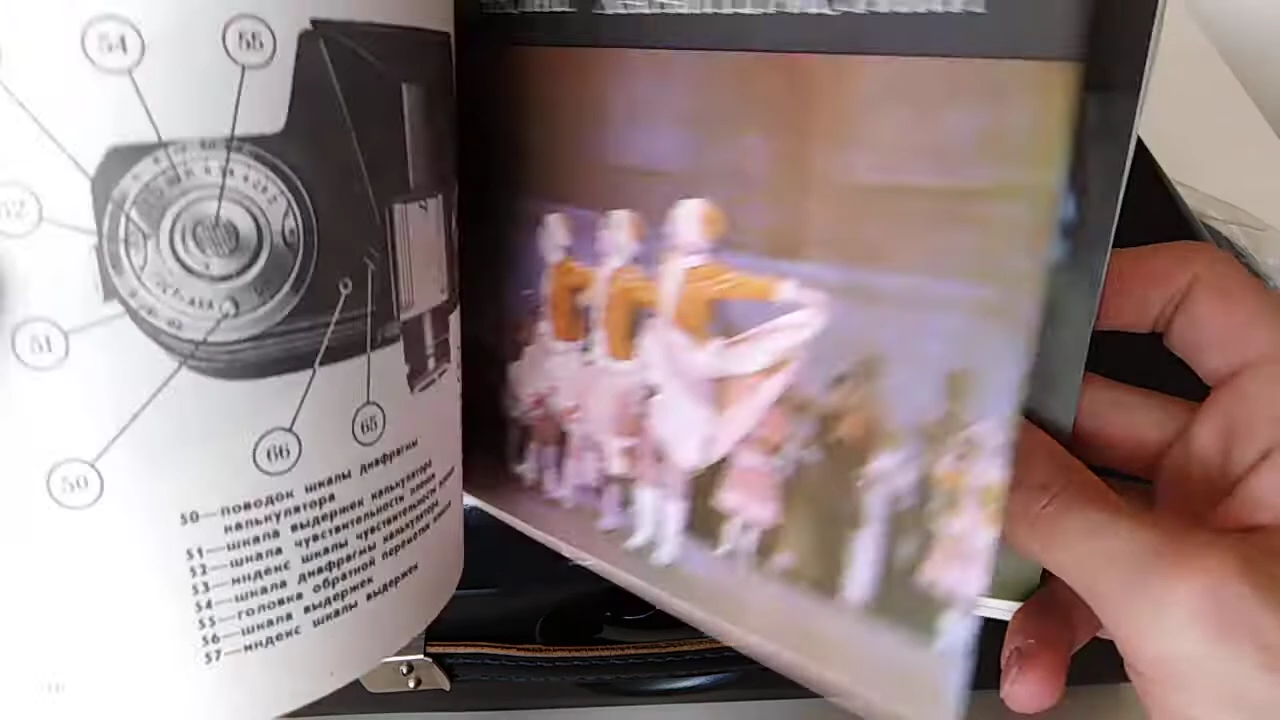 54
55
52
51
50
66
65
50—поводок шкалы диафрагмы
калькулятора
51—шкала выдержек калькулятора
52—шкала чувствительности пленки
53—индекс шкалы чувствительности пленки
54—шкала диафрагмы калькулятора
55—головка обратной перемотки пленки
56—шкала выдержек
57—индекс шкалы выдержек